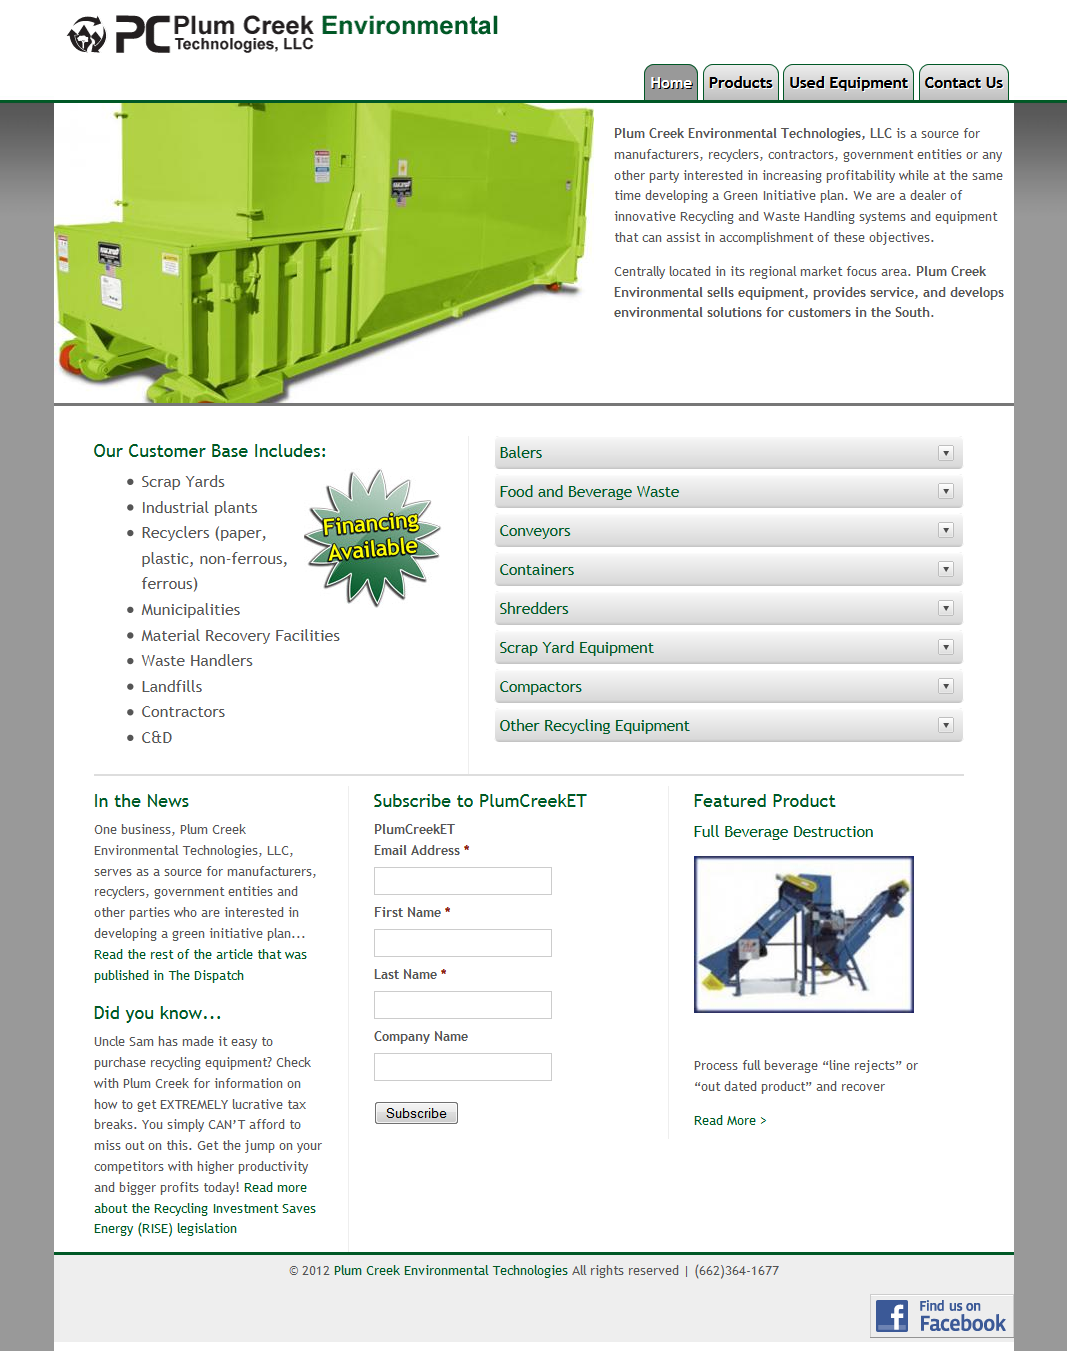 PC Plum Creek Environmental
Technologies, LLC
Home Products Used Equipment Contact Us
Plum Creek Environmental Technologies, LLC is a source for
manufacturers, recyclers, contractors, government entities or any
other party interested in increasing profitability while at the same
time developing a Green Initiative plan. We are a dealer of
innovative Recycling and Waste Handling systems and equipment
that can assist in accomplishment of these objectives.
Centrally located in its regional market focus area. Plum Creek
Environmental sells equipment, provides service, and develops
environmental solutions for customers in the South.
Our Customer Base Includes:
Scrap Yards
Industrial plants
Recyclers (paper,
plastic, non-ferrous,
ferrous)
Municipalities
Material Recovery Facilities
Waste Handlers
Landfills
Contractors
C&D
Financing
Available
Balers
Food and Beverage Waste
Conveyors
Containers
Shredders
Scrap Yard Equipment
Compactors
Other Recycling Equipment
In the News
One business, Plum Creek
Environmental Technologies, LLC,
serves as a source for manufacturers,
recyclers, government entities and
other parties who are interested in
developing a green initiative plan...
Read the rest of the article that was
published in The Dispatch
Did you know...
Uncle Sam has made it easy to
purchase recycling equipment? Check
with Plum Creek for information on
how to get EXTREMELY lucrative tax
breaks. You simply CAN’T afford to
miss out on this. Get the jump on your
competitors with higher productivity
and bigger profits today! Read more
about the Recycling Investment Saves
Energy (RISE) legislation
Subscribe to PlumCreekET
PlumCreekET
Email Address *
First Name *
Last Name *
Company Name
Subscribe
Featured Product
Full Beverage Destruction
Process full beverage “line rejects” or
“out dated product” and recover
Read More >
© 2012 Plum Creek Environmental Technologies All rights reserved | (662)364-1677
Find us on
Facebook